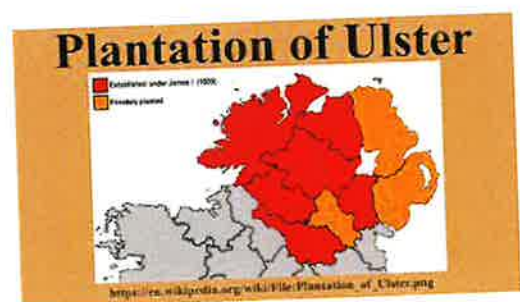 Plantation of Ulster
Established under James I (1609)
Privately planted
https://en.wikipedia.org/wiki/File:Plantation_of_Ulster.png